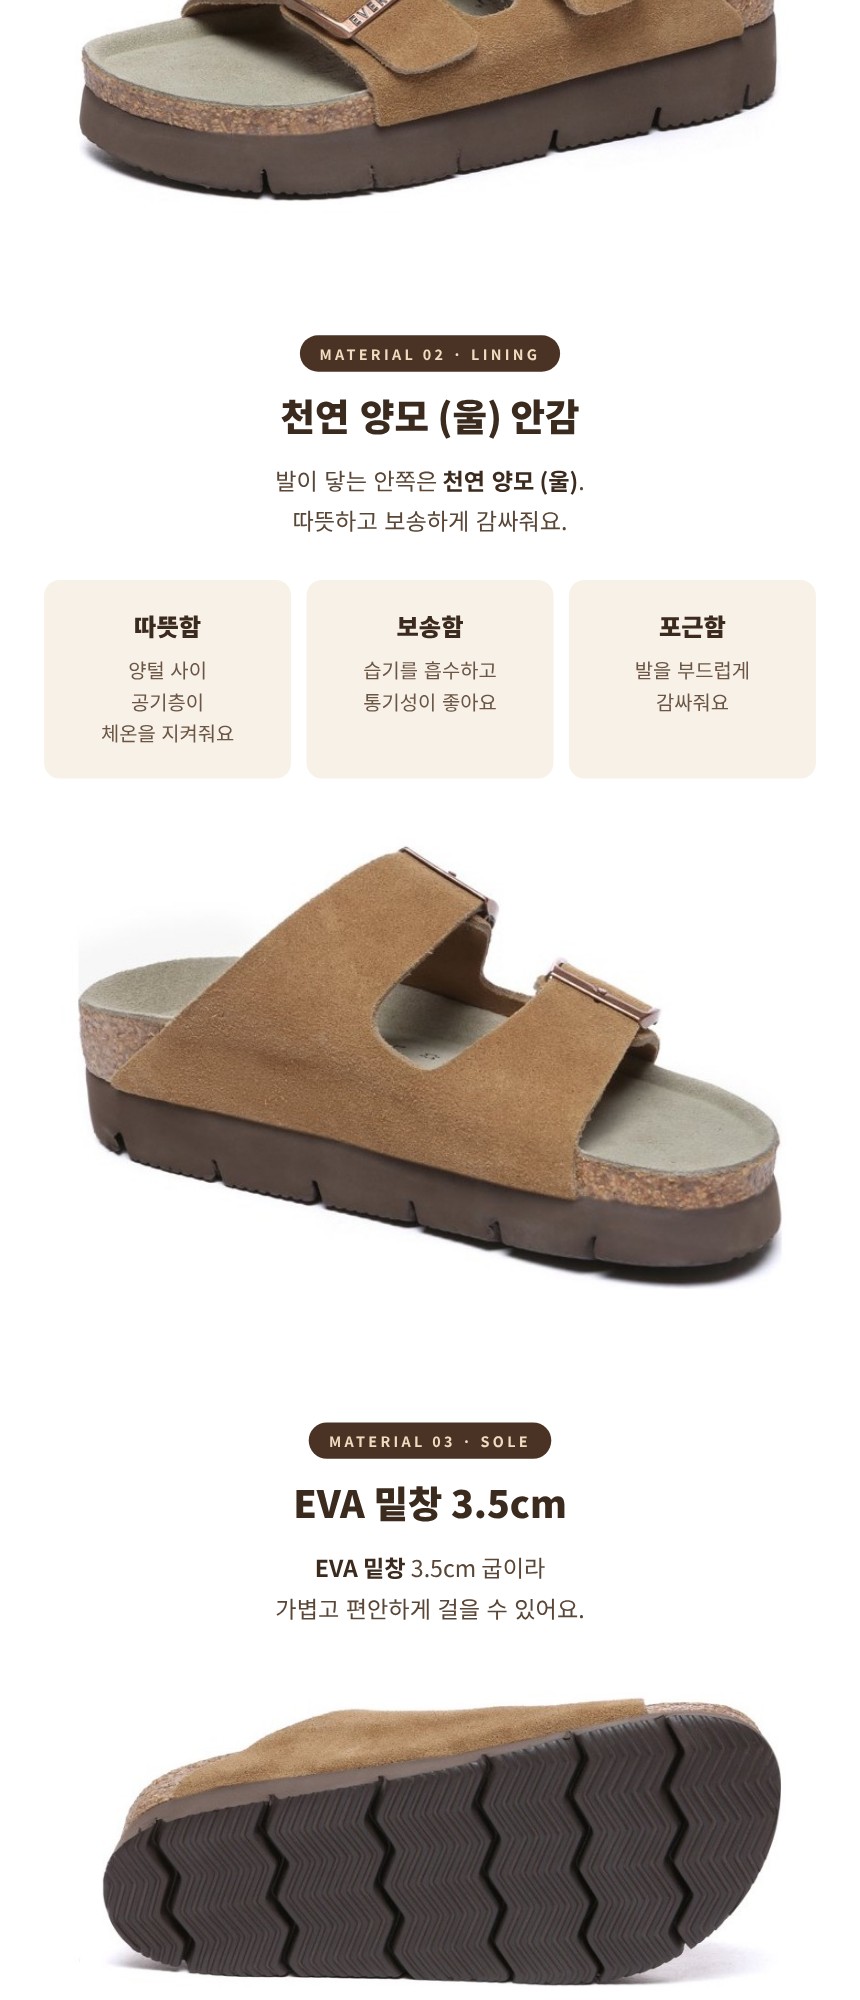 EVER
MATERIAL 02 · LINING
천연 양모 (울) 안감
발이 닿는 안쪽은 천연 양모 (울).
따뜻하고 보송하게 감싸줘요.
따뜻함
양털 사이
공기층이
체온을 지켜줘요
보송함
습기를 흡수하고
통기성이 좋아요
포근함
발을 부드럽게
감싸줘요
MATERIAL 03 · SOLE
EVA 밑창 3.5cm
EVA 밑창 3.5cm 굽이라
가볍고 편안하게 걸을 수 있어요.